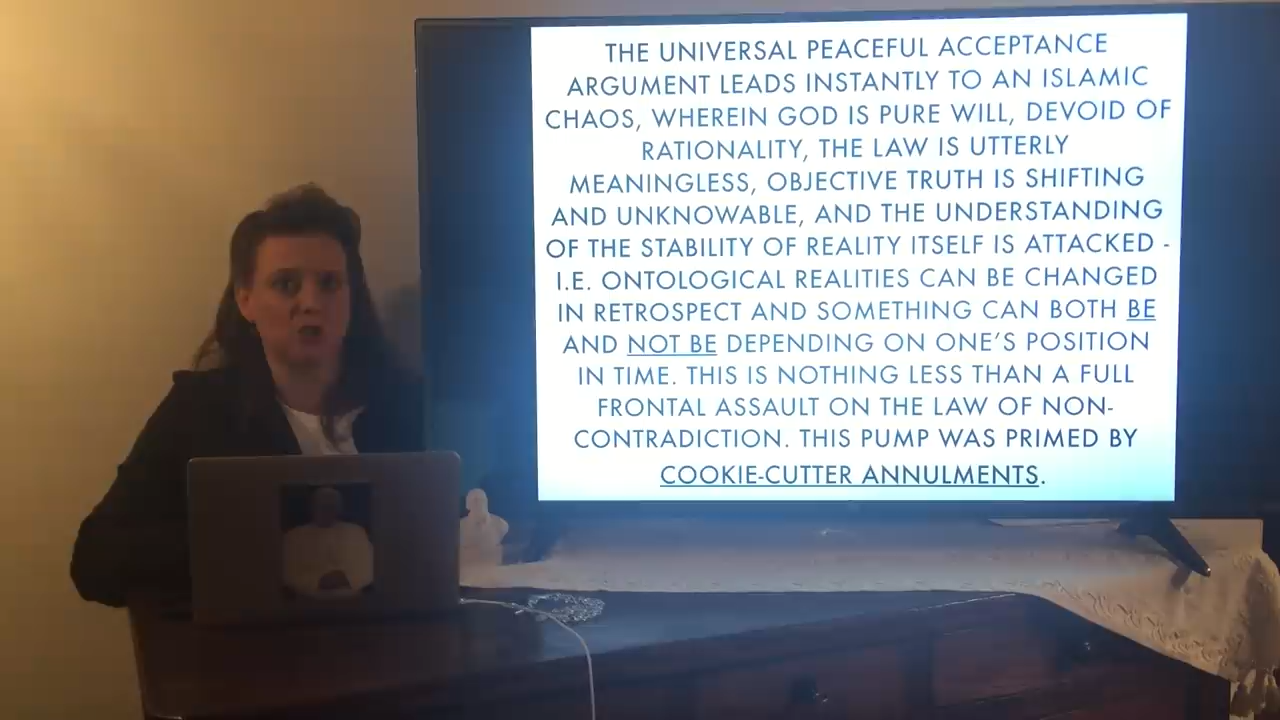 THE UNIVERSAL PEACEFUL ACCEPTANCE
ARGUMENT LEADS INSTANTLY TO AN ISLAMIC
CHAOS, WHEREIN GOD IS PURE WILL, DEVOID OF
RATIONALITY, THE LAW IS UTTERLY
MEANINGLESS, OBJECTIVE TRUTH IS SHIFTING
AND UNKNOWABLE, AND THE UNDERSTANDING
OF THE STABILITY OF REALITY ITSELF IS ATTACKED -
I.E. ONTOLOGICAL REALITIES CAN BE CHANGED
IN RETROSPECT AND SOMETHING CAN BOTH BE
AND NOT BE DEPENDING ON ONE'S POSITION
IN TIME. THIS IS NOTHING LESS THAN A FULL
FRONTAL ASSAULT ON THE LAW OF NON-
CONTRADICTION. THIS PUMP WAS PRIMED BY
COOKIE-CUTTER ANNULMENTS.